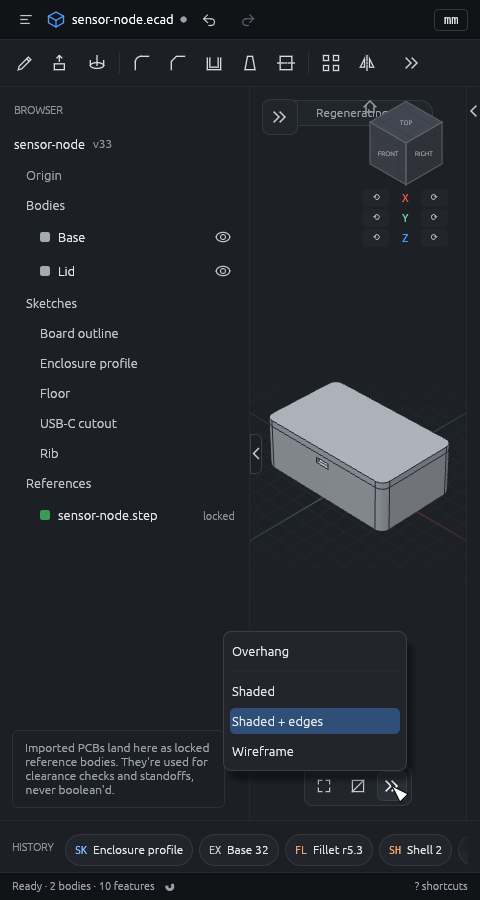 sensor-node.ecad
mm
BROWSER
sensor-node v33
Origin
Bodies
Base
Lid
Sketches
Board outline
Enclosure profile
Floor
USB-C cutout
Rib
References
sensor-node.step locked
Regenerating
TOP
FRONT RIGHT
X
Y
Z
Overhang
Shaded
Shaded + edges
Wireframe
Imported PCBs land here as locked
reference bodies. They're used for
clearance checks and standoffs,
never boolean'd.
HISTORY SK Enclosure profile EX Base 32 FL Fillet r5.3 SH Shell 2
Ready · 2 bodies · 10 features ? shortcuts